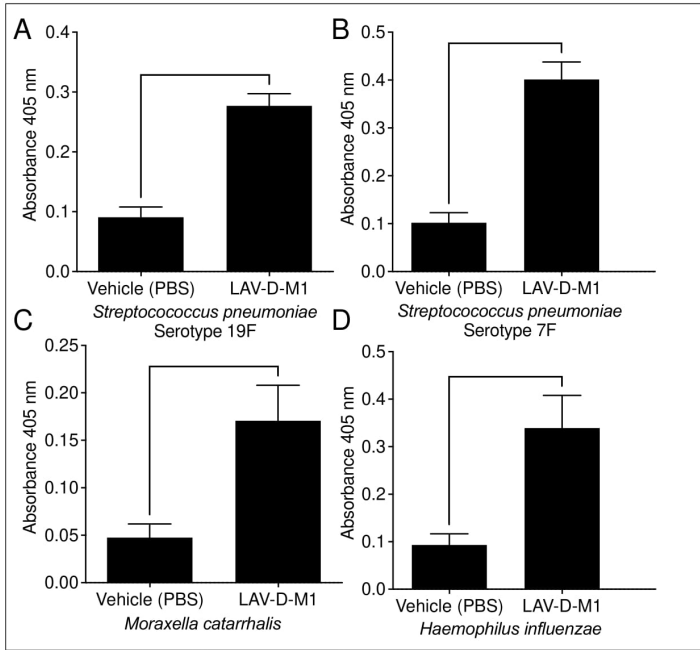 A
Absorbance 405 nm
0.4
0.3
0.2
0.1
0.0
Vehicle (PBS) LAV-D-M1
Streptocococcus pneumoniae
Serotype 19F
B
Absorbance 405 nm
0.5
0.4
0.3
0.2
0.1
0.0
Vehicle (PBS) LAV-D-M1
Streptocococcus pneumoniae
Serotype 7F
C
Absorbance 405 nm
0.25
0.20
0.15
0.10
0.05
0.00
Vehicle (PBS) LAV-D-M1
Moraxella catarrhalis
D
Absorbance 405 nm
0.5
0.4
0.3
0.2
0.1
0.0
Vehicle (PBS) LAV-D-M1
Haemophilus influenzae